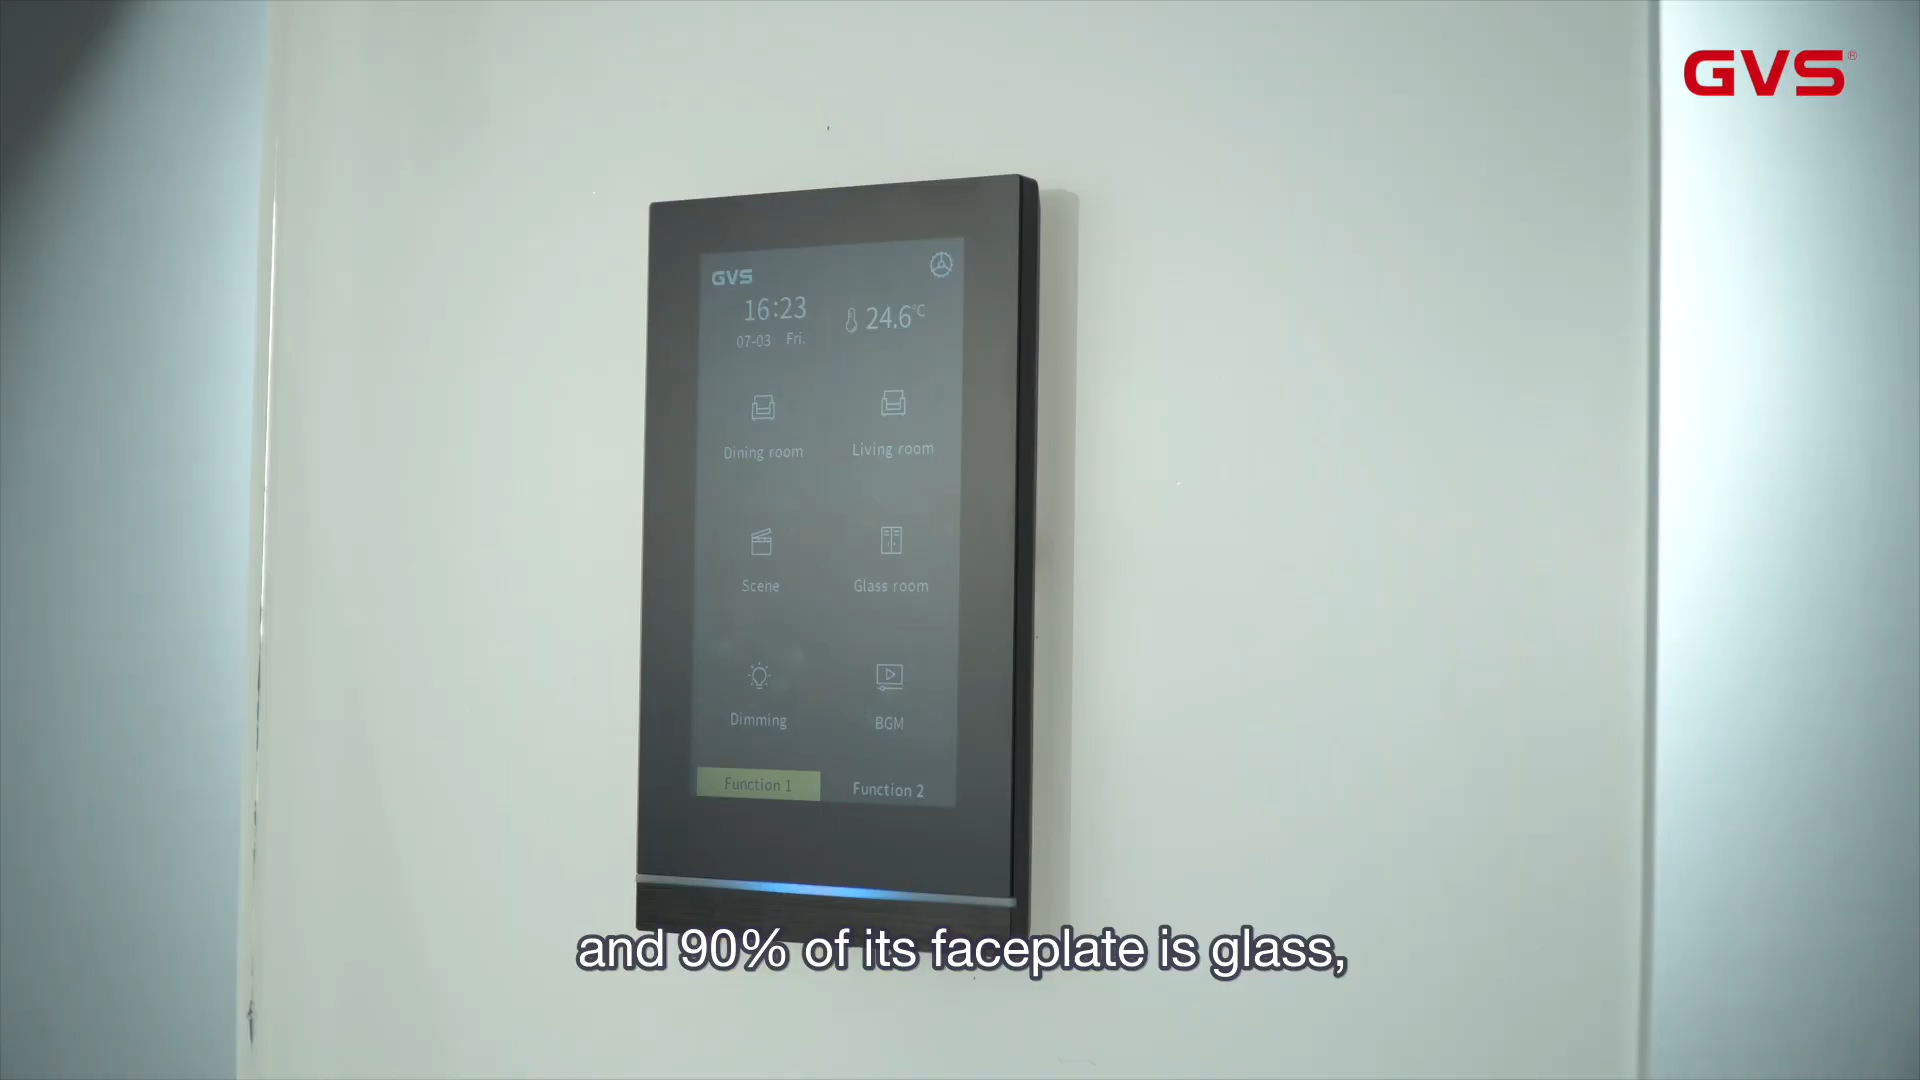 GVS®
GVS
16:23
24.6°C
07-03 Fri.
Dining room
Living room
Scene
Glass room
Dimming
BGM
Function 1
Function 2
and 90% of its faceplate is glass,